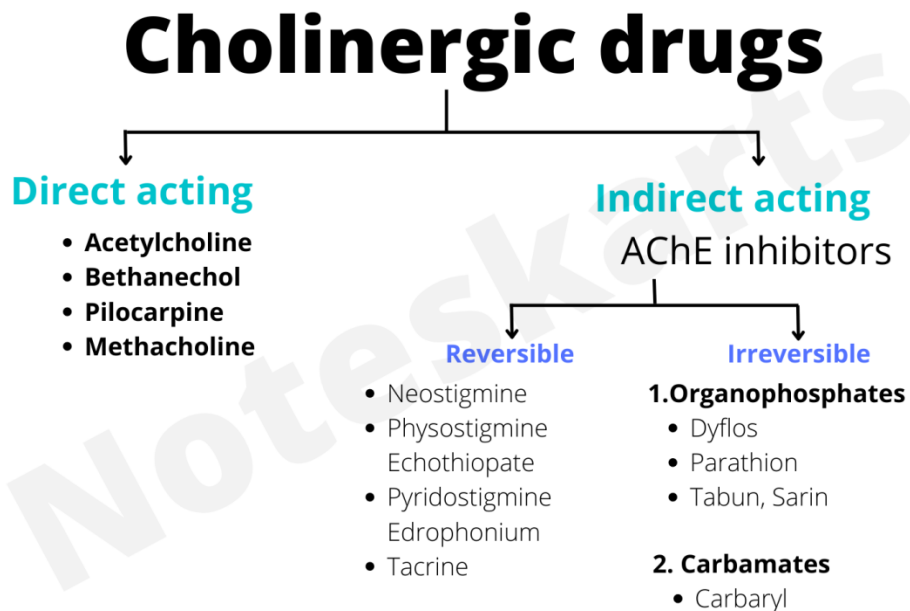 Cholinergic drugs
Direct acting
• Acetylcholine
• Bethanechol
• Pilocarpine
• Methacholine
Indirect acting
AChE inhibitors
Reversible
• Neostigmine
• Physostigmine
Echothiopate
• Pyridostigmine
Edrophonium
• Tacrine
Irreversible
1.Organophosphates
• Dyflos
• Parathion
• Tabun, Sarin
2. Carbamates
• Carbaryl
Noteskarts